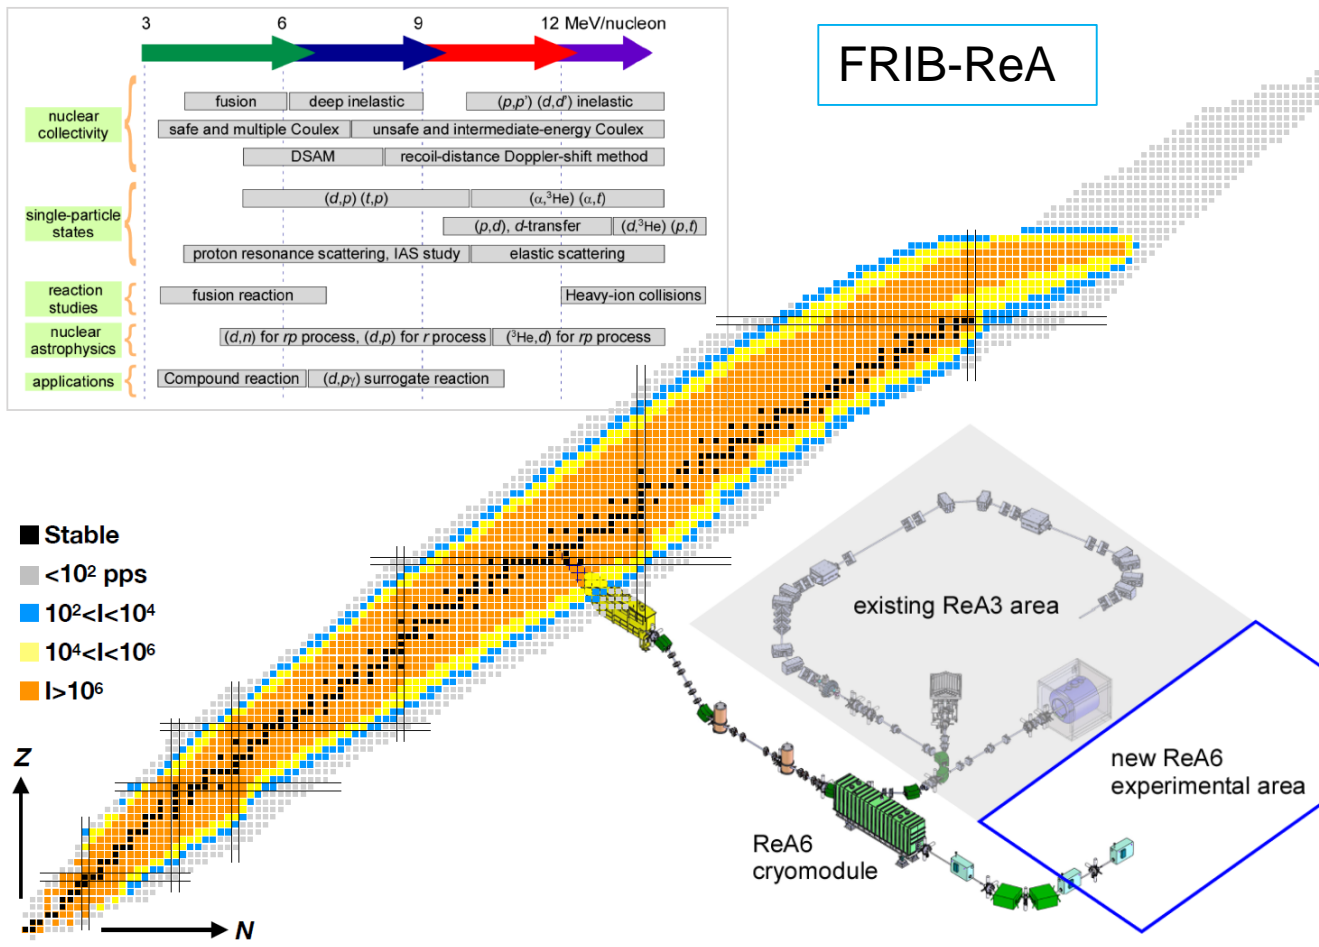 3 6 9 12 MeV/nucleon
FRIB-ReA
nuclear
collectivity
fusion deep inelastic (p,p') (d,d') inelastic
safe and multiple Coulex unsafe and intermediate-energy Coulex
DSAM recoil-distance Doppler-shift method
single-particle
states
(d,p) (t,p) (α,³He) (α,t)
(p,d), d-transfer (d,³He) (p,t)
proton resonance scattering, IAS study elastic scattering
reaction
studies
fusion reaction Heavy-ion collisions
nuclear
astrophysics
(d,n) for rp process, (d,p) for r process (³He,d) for rp process
applications
Compound reaction (d,pγ) surrogate reaction
Stable
<10² pps
10²<I<10⁴
10⁴<I<10⁶
I>10⁶
Z
N
existing ReA3 area
new ReA6
experimental area
ReA6
cryomodule